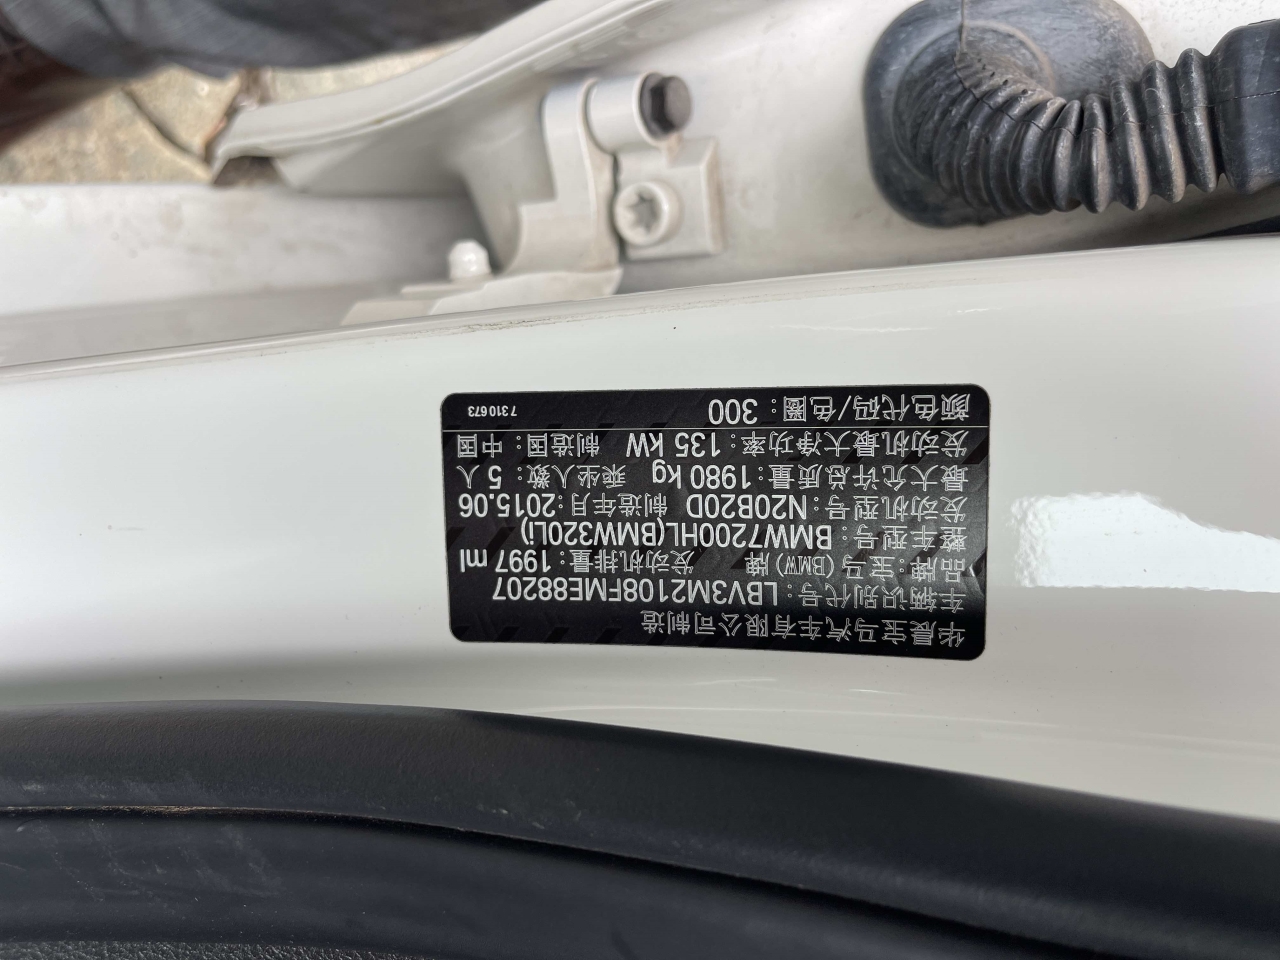 华晨宝马汽车有限公司制造
车辆识别代号：LBV3M2108FME88207
品牌：宝马 (BMW) 牌 发动机排量：1997 ml
整车型号：BMW7200HL(BMW320Li)
发动机型号：N20B20D 制造年月：2015.06
最大允许总质量：1980 kg 乘坐人数：5 人
发动机最大净功率：135 kW 制造国：中国
颜色代码/色圈：300 7 310 673